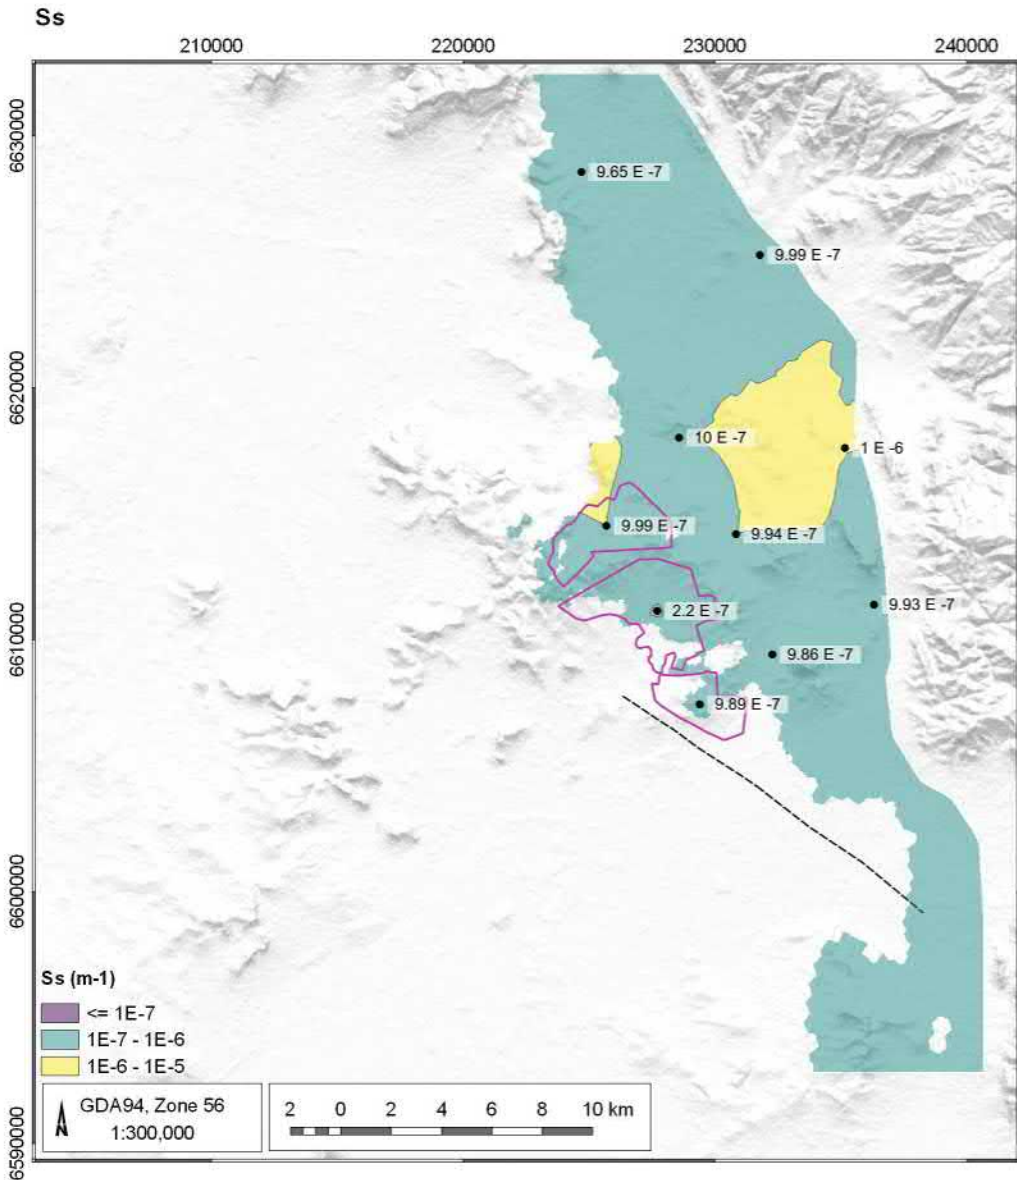 Ss
210000 220000 230000 240000
6630000
9.65 E -7
9.99 E -7
6620000
10 E -7
1 E -6
9.99 E -7
9.94 E -7
2.2 E -7
9.93 E -7
6610000
9.86 E -7
9.89 E -7
6600000
Ss (m-1)
<= 1E-7
1E-7 - 1E-6
1E-6 - 1E-5
N
GDA94, Zone 56
1:300,000
2 0 2 4 6 8 10 km
6590000